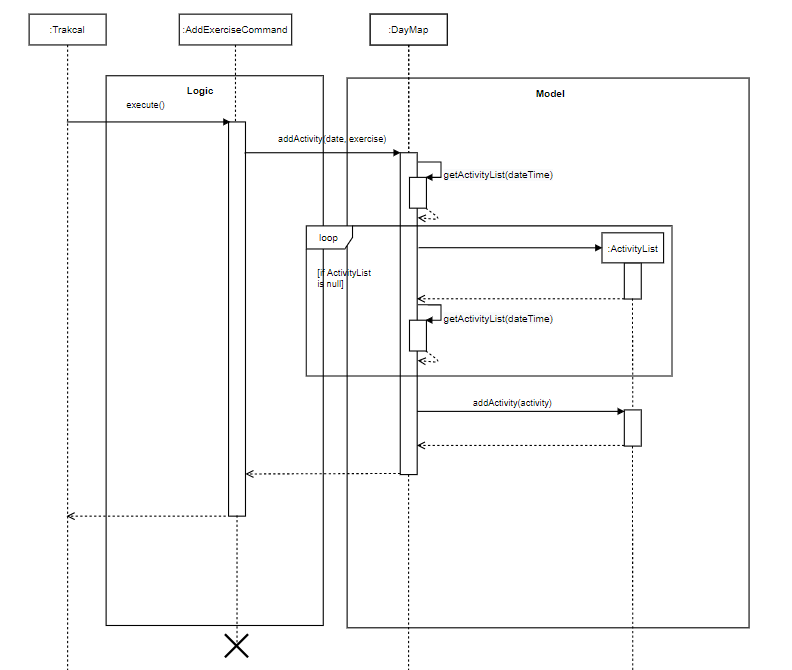 :Trakcal
:AddExerciseCommand
:DayMap
Logic
Model
execute()
addActivity(date, exercise)
getActivityList(dateTime)
loop
:ActivityList
[if ActivityList
is null]
getActivityList(dateTime)
addActivity(activity)